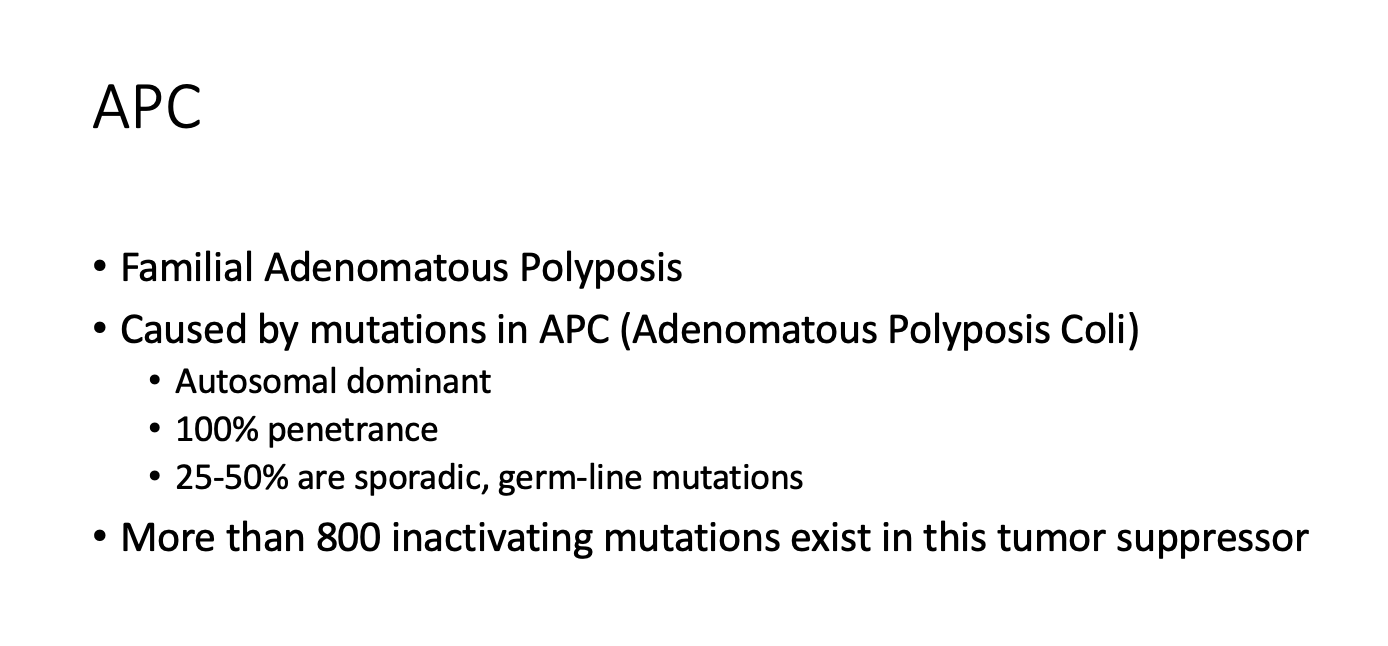 APC
• Familial Adenomatous Polyposis
• Caused by mutations in APC (Adenomatous Polyposis Coli)
• Autosomal dominant
• 100% penetrance
• 25-50% are sporadic, germ-line mutations
• More than 800 inactivating mutations exist in this tumor suppressor